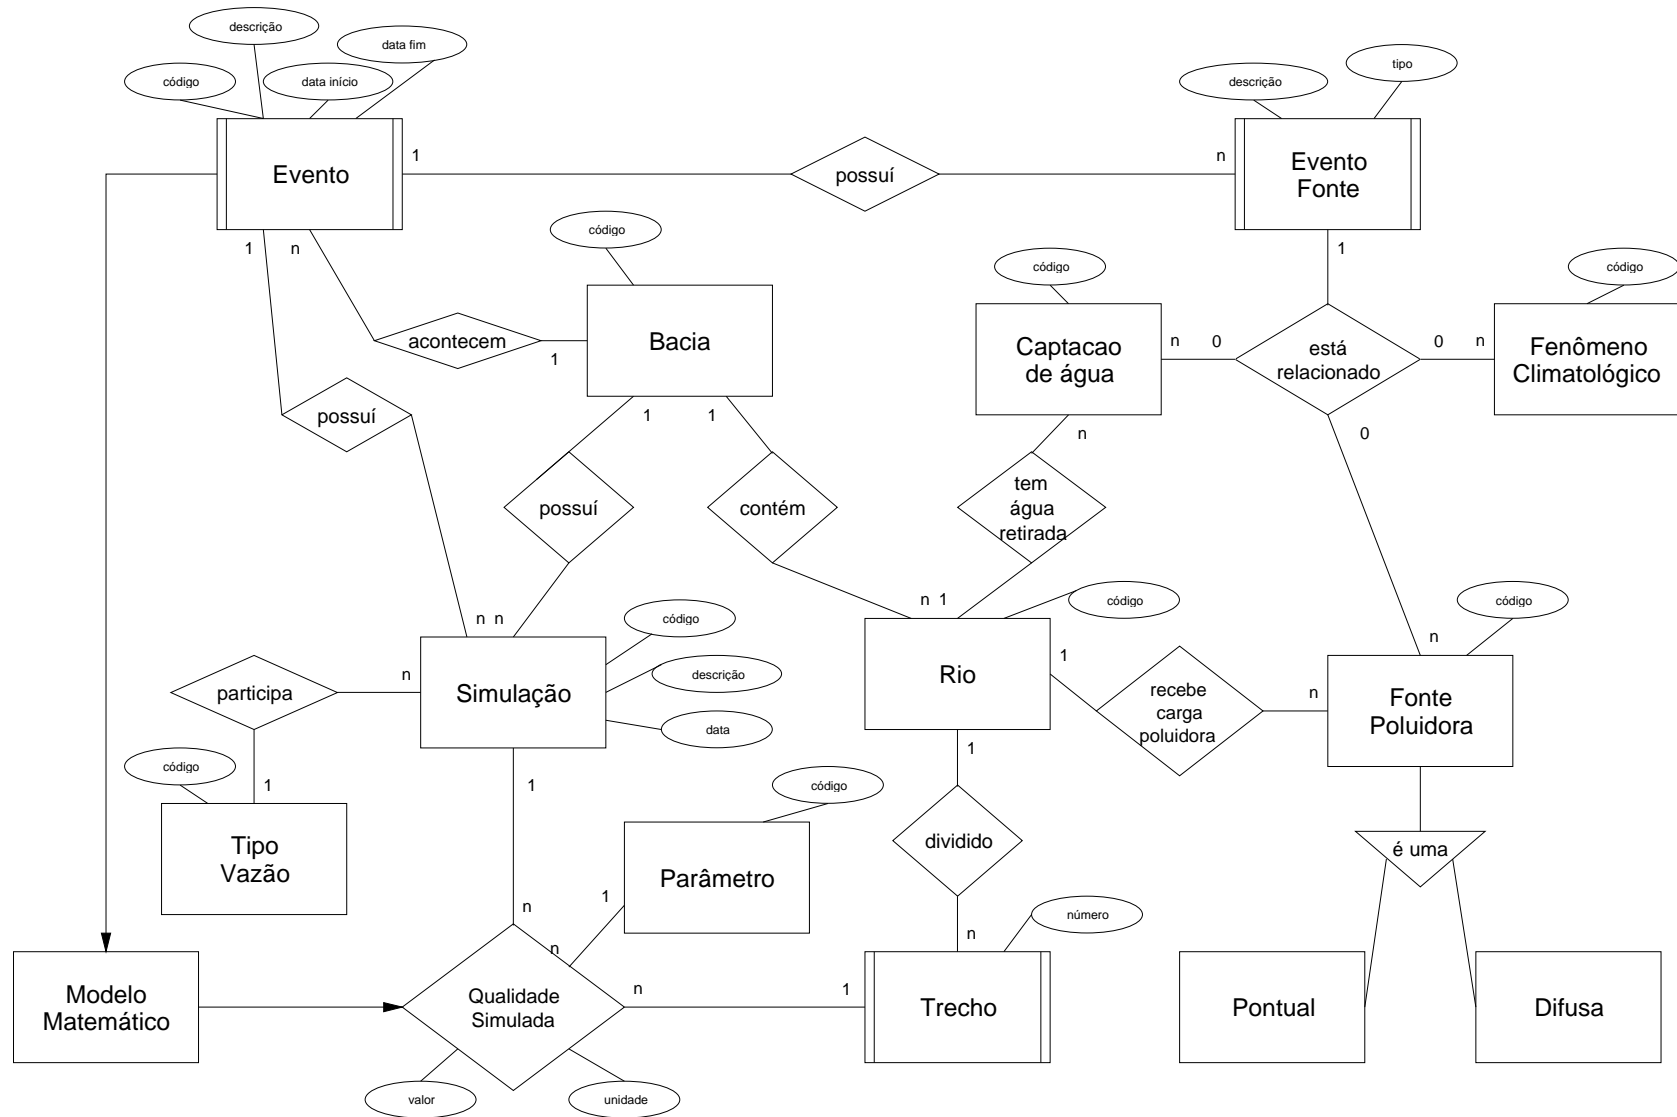 descrição
data fim
código
data início
tipo
descrição
Evento
1
possuí
n
Evento
Fonte
1
n
código
1
código
código
acontecem
1
Bacia
Captacao
de água
n
0
está
relacionado
0
n
Fenômeno
Climatológico
possuí
1
1
n
0
possuí
contém
tem
água
retirada
n
n
n
1
código
código
n
código
participa
n
Simulação
descrição
data
Rio
1
recebe
carga
poluidora
n
Fonte
Poluidora
código
1
1
1
código
Tipo
Vazão
Parâmetro
dividido
é uma
1
n
n
n
número
Modelo
Matemático
Qualidade
Simulada
n
1
Trecho
Pontual
Difusa
valor
unidade